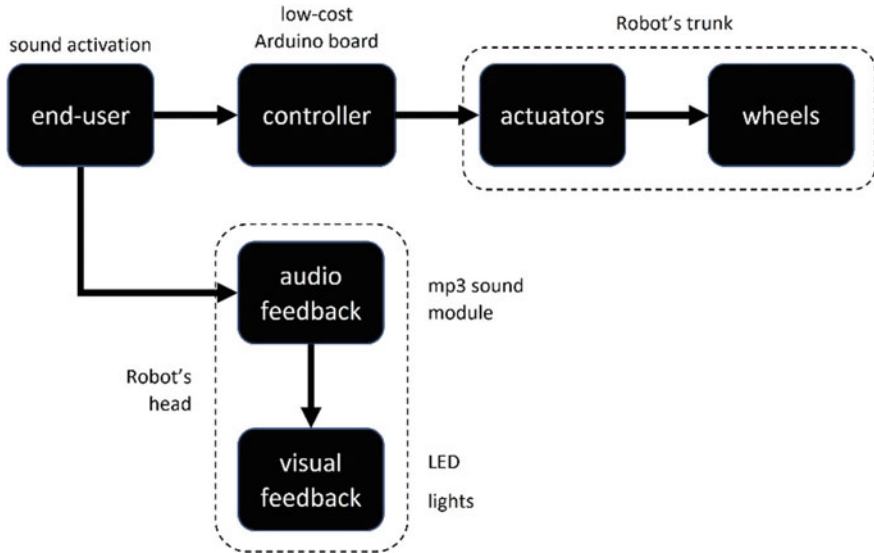 low-cost
Arduino board
sound activation
Robot's trunk
end-user
controller
actuators
wheels
audio
feedback
mp3 sound
module
Robot's
head
visual
feedback
LED
lights